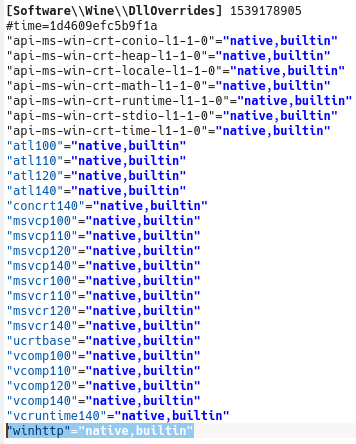 [Software\\Wine\\DllOverrides] 1539178905
#time=1d4609efc5b9f1a
"api-ms-win-crt-conio-l1-1-0"="native,builtin"
"api-ms-win-crt-heap-l1-1-0"="native,builtin"
"api-ms-win-crt-locale-l1-1-0"="native,builtin"
"api-ms-win-crt-math-l1-1-0"="native,builtin"
"api-ms-win-crt-runtime-l1-1-0"="native,builtin"
"api-ms-win-crt-stdio-l1-1-0"="native,builtin"
"api-ms-win-crt-time-l1-1-0"="native,builtin"
"atl100"="native,builtin"
"atl110"="native,builtin"
"atl120"="native,builtin"
"atl140"="native,builtin"
"concrt140"="native,builtin"
"msvcp100"="native,builtin"
"msvcp110"="native,builtin"
"msvcp120"="native,builtin"
"msvcp140"="native,builtin"
"msvcr100"="native,builtin"
"msvcr110"="native,builtin"
"msvcr120"="native,builtin"
"msvcr140"="native,builtin"
"ucrtbase"="native,builtin"
"vcomp100"="native,builtin"
"vcomp110"="native,builtin"
"vcomp120"="native,builtin"
"vcomp140"="native,builtin"
"vcruntime140"="native,builtin"
"winhttp"="native,builtin"